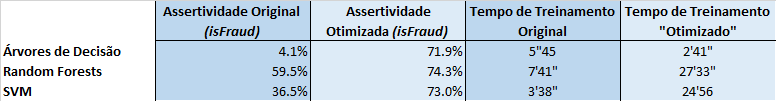 Assertividade Original (isFraud) Assertividade Otimizada (isFraud) Tempo de Treinamento Original Tempo de Treinamento "Otimizado"
Árvores de Decisão 4.1% 71.9% 5"45 2'41"
Random Forests 59.5% 74.3% 7'41" 27'33"
SVM 36.5% 73.0% 3'38" 24'56